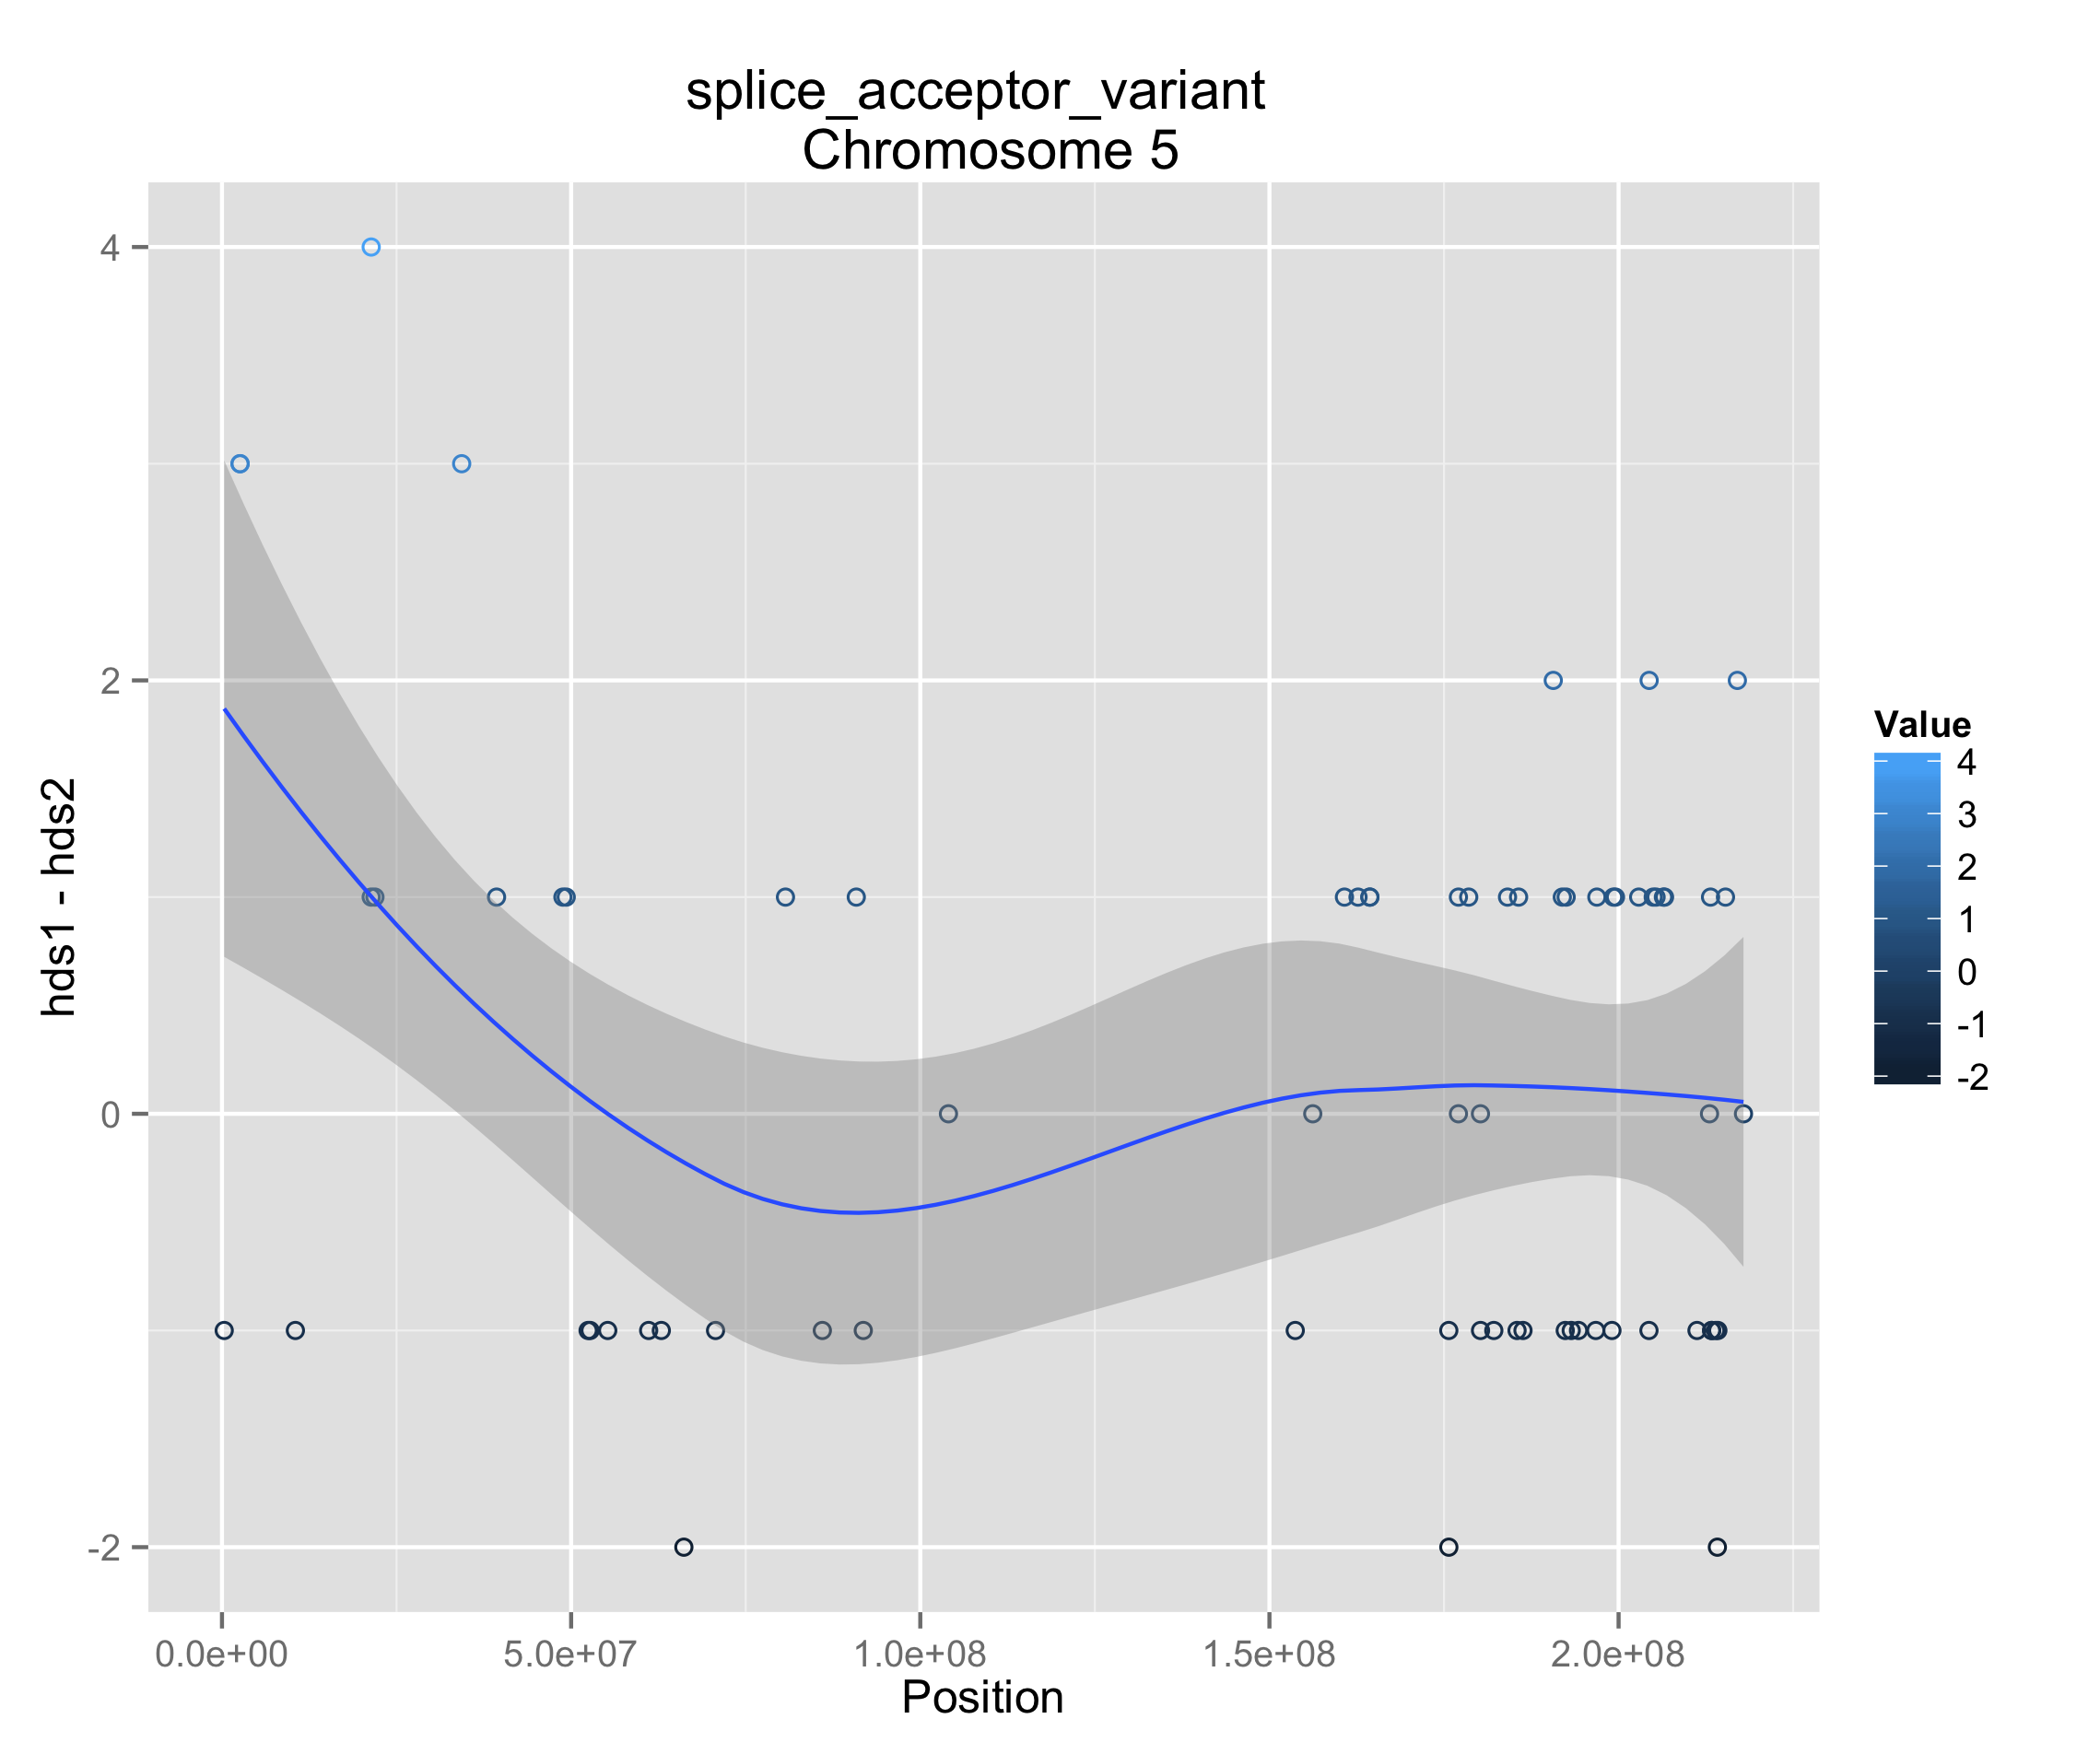 splice_acceptor_variant
Chromosome 5
hds1 - hds2
4
2
0
-2
0.0e+00 5.0e+07 1.0e+08 1.5e+08 2.0e+08
Position
Value
4
3
2
1
0
-1
-2